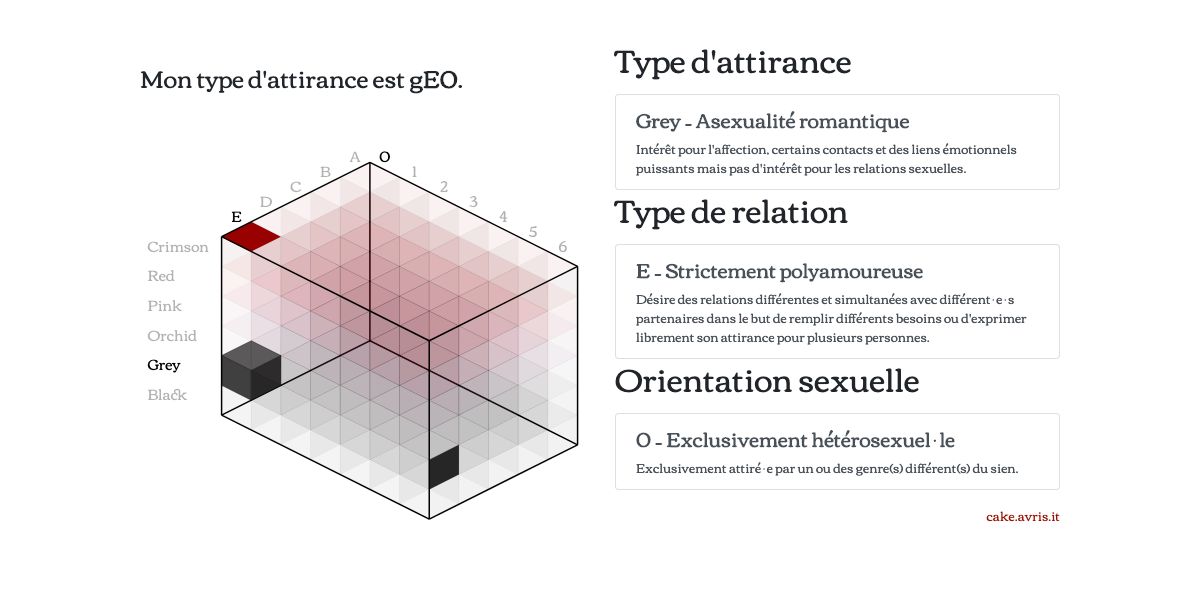 Mon type d'attirance est gEO.
A
O
B
1
C
2
D
3
E
4
5
6
Crimson
Red
Pink
Orchid
Grey
Black
Type d'attirance
Grey - Asexualité romantique
Intérêt pour l'affection, certains contacts et des liens émotionnels
puissants mais pas d'intérêt pour les relations sexuelles.
Type de relation
E - Strictement polyamoureuse
Désire des relations différentes et simultanées avec différent·e·s
partenaires dans le but de remplir différents besoins ou d'exprimer
librement son attirance pour plusieurs personnes.
Orientation sexuelle
O - Exclusivement hétérosexuel·le
Exclusivement attiré·e par un ou des genre(s) différent(s) du sien.
cake.avris.it